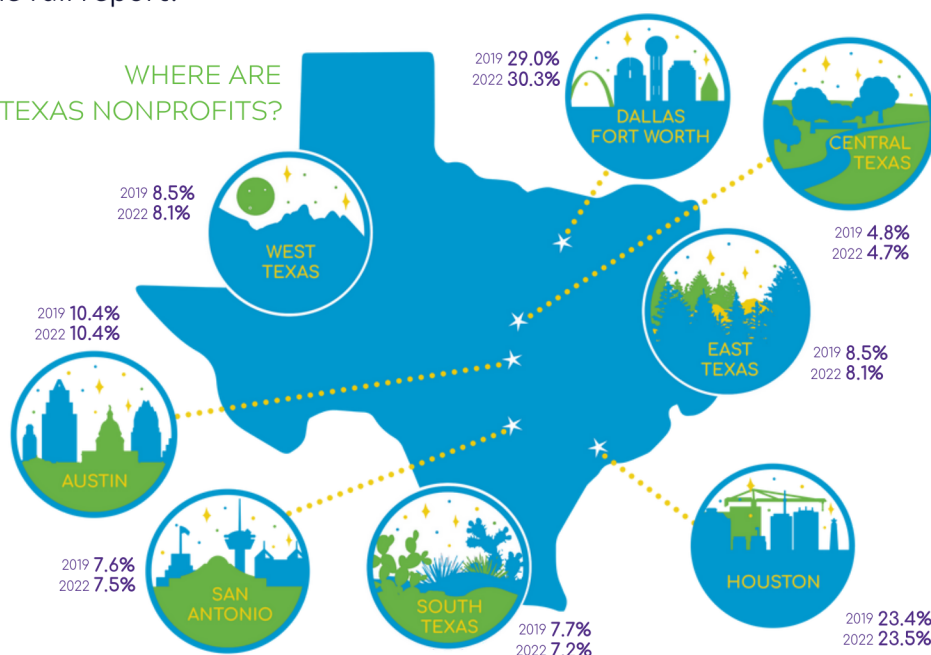 WHERE ARE
TEXAS NONPROFITS?
2019 29.0%
2022 30.3%
DALLAS
FORT WORTH
CENTRAL
TEXAS
2019 4.8%
2022 4.7%
2019 8.5%
2022 8.1%
WEST
TEXAS
EAST
TEXAS
2019 8.5%
2022 8.1%
2019 10.4%
2022 10.4%
AUSTIN
2019 7.6%
2022 7.5%
SAN
ANTONIO
SOUTH
TEXAS
2019 7.7%
2022 7.2%
HOUSTON
2019 23.4%
2022 23.5%